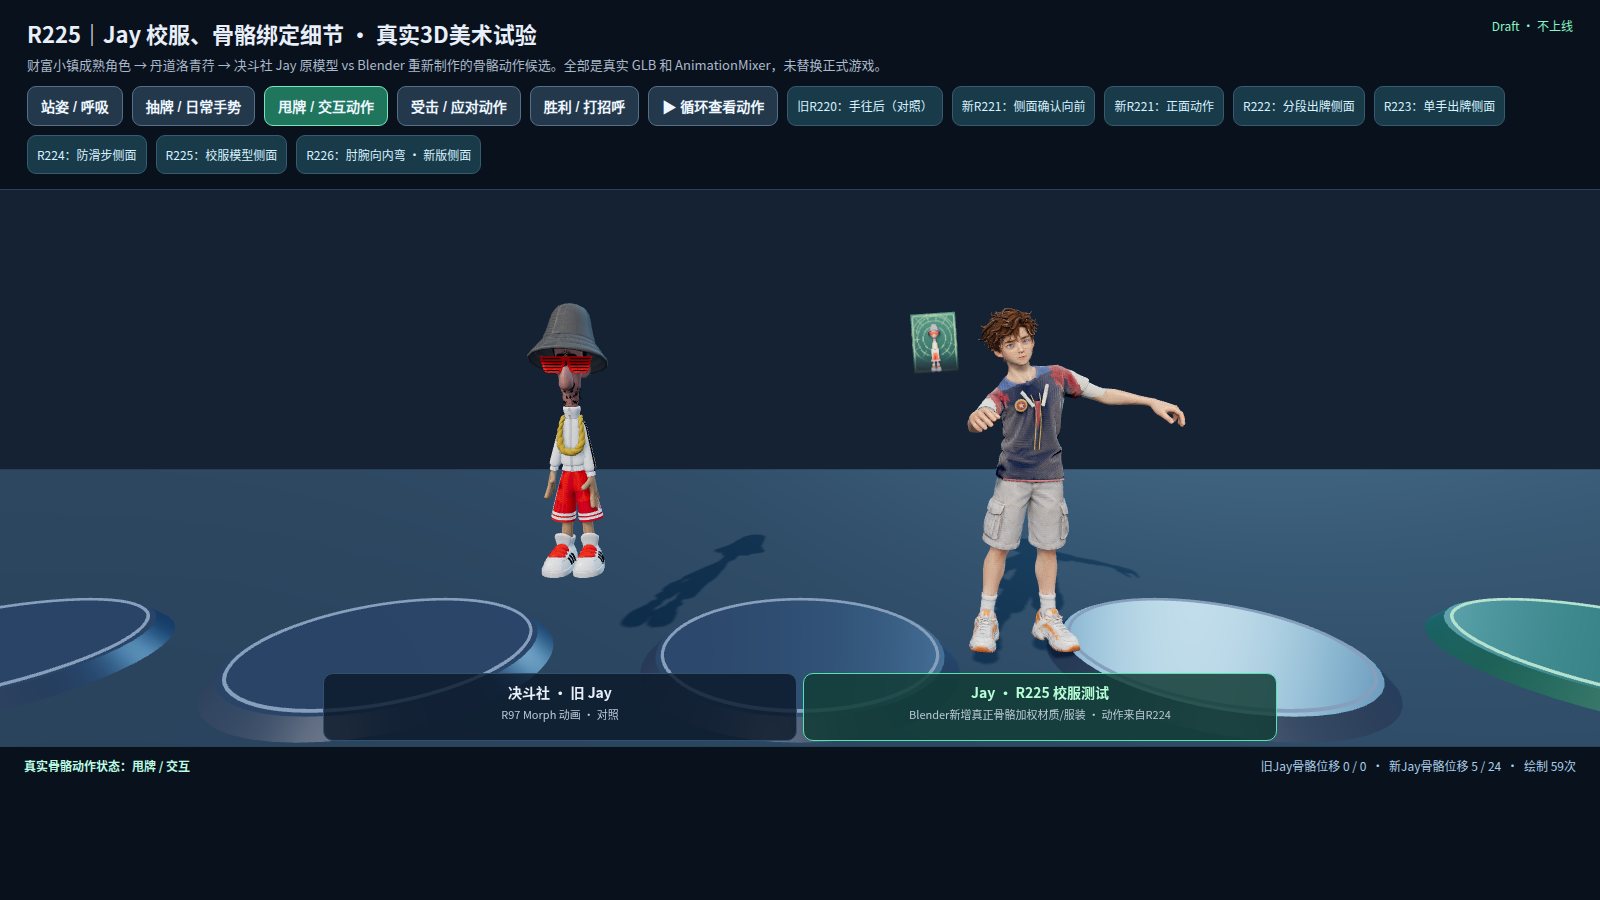 R225｜Jay 校服、骨骼绑定细节 · 真实3D美术试验
Draft · 不上线
财富小镇成熟角色 → 丹道洛青荇 → 决斗社 Jay 原模型 vs Blender 重新制作的骨骼动作候选。全部是真实 GLB 和 AnimationMixer，未替换正式游戏。
站姿 / 呼吸
抽牌 / 日常手势
甩牌 / 交互动作
受击 / 应对动作
胜利 / 打招呼
▶ 循环查看动作
旧R220：手往后（对照）
新R221：侧面确认向前
新R221：正面动作
R222：分段出牌侧面
R223：单手出牌侧面
R224：防滑步侧面
R225：校服模型侧面
R226：肘腕向内弯 · 新版侧面
决斗社 · 旧 Jay
R97 Morph 动画 · 对照
Jay · R225 校服测试
Blender新增真正骨骼加权材质/服装 · 动作来自R224
真实骨骼动作状态：甩牌 / 交互
旧Jay骨骼位移 0 / 0 · 新Jay骨骼位移 5 / 24 · 绘制 59次